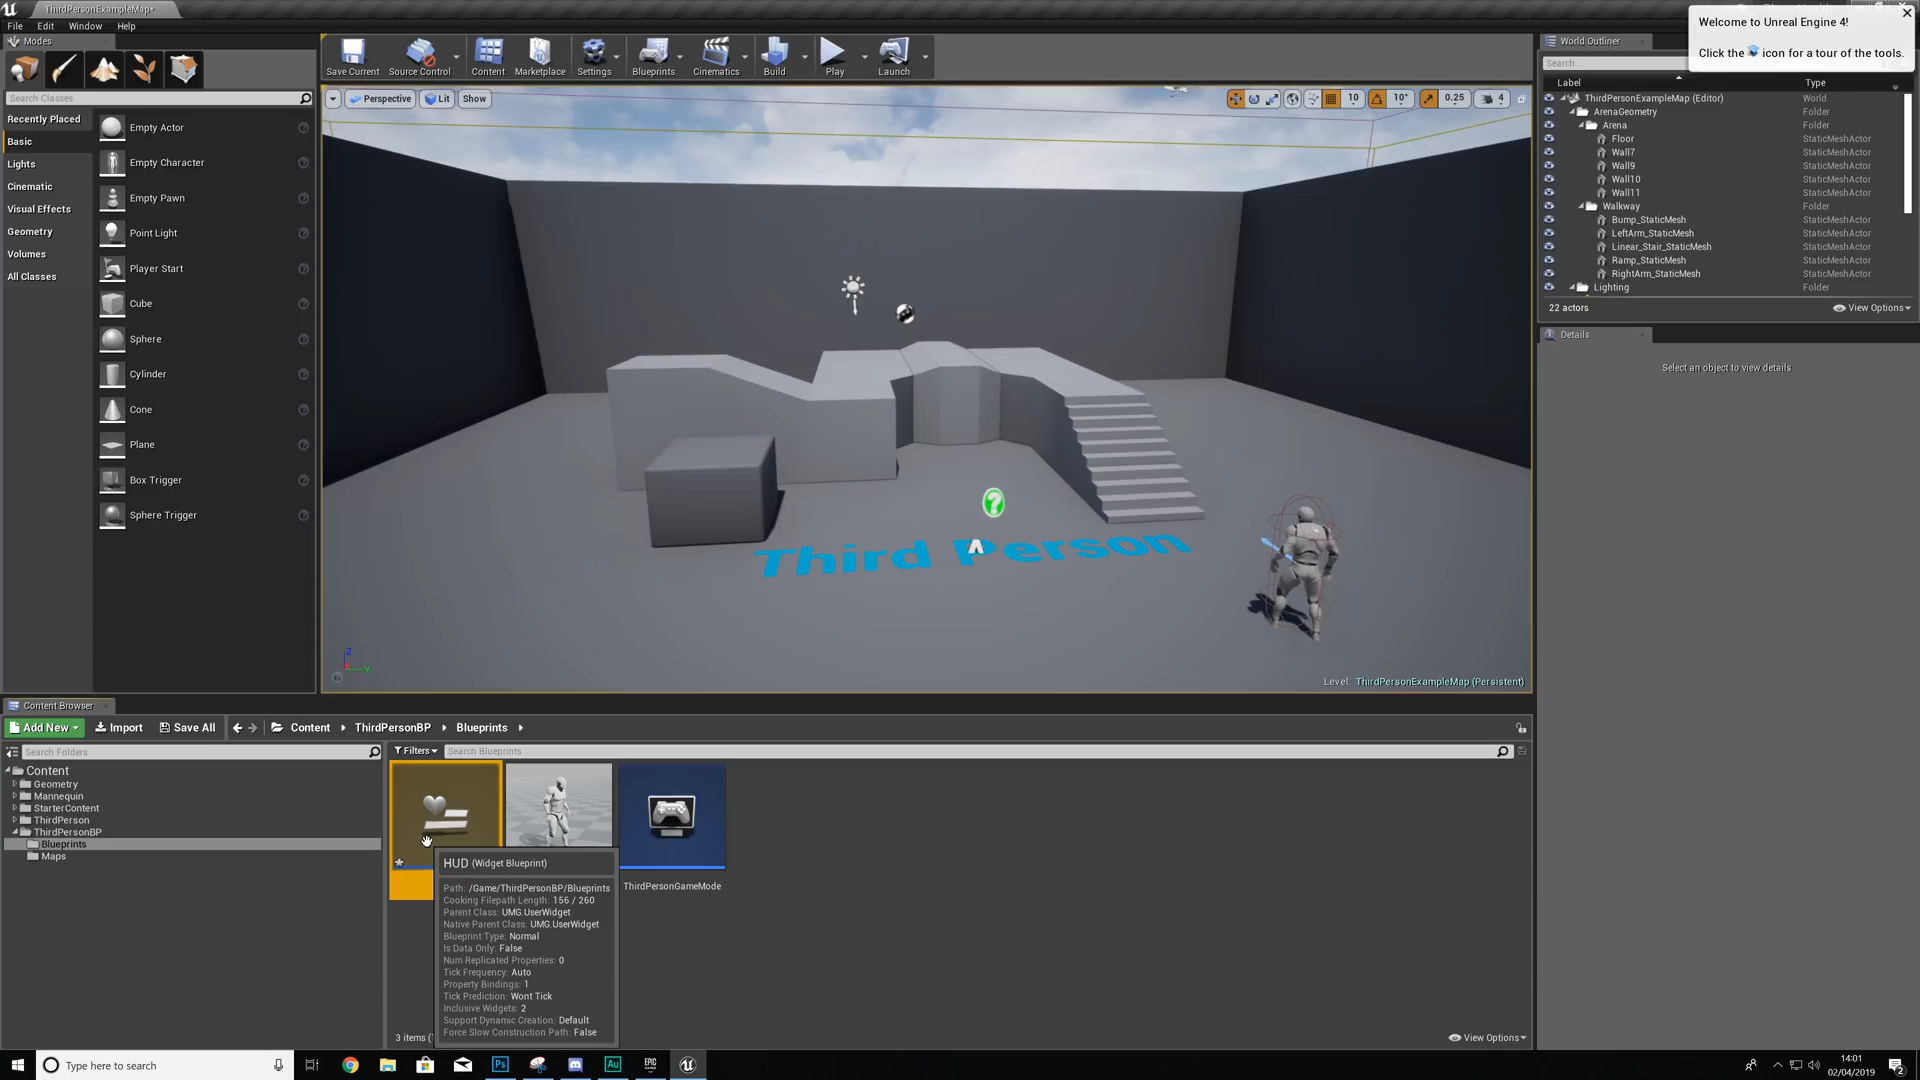 ThirdPersonExampleMap•
File Edit Window Help
Modes
Search Classes
Recently Placed
Basic
Lights
Cinematic
Visual Effects
Geometry
Volumes
All Classes
Empty Actor
Empty Character
Empty Pawn
Point Light
Player Start
Cube
Sphere
Cylinder
Cone
Plane
Box Trigger
Sphere Trigger
Save Current Source Control Content Marketplace Settings Blueprints Cinematics Build Play Launch
Perspective Lit Show
10 10° 0.25 4
Third Person
Z
Y
Level: ThirdPersonExampleMap (Persistent)
Welcome to Unreal Engine 4!
Click the icon for a tour of the tools.
World Outliner
Search
Label Type
ThirdPersonExampleMap (Editor) World
ArenaGeometry Folder
Arena Folder
Floor StaticMeshActor
Wall7 StaticMeshActor
Wall9 StaticMeshActor
Wall10 StaticMeshActor
Wall11 StaticMeshActor
Walkway Folder
Bump_StaticMesh StaticMeshActor
LeftArm_StaticMesh StaticMeshActor
Linear_Stair_StaticMesh StaticMeshActor
Ramp_StaticMesh StaticMeshActor
RightArm_StaticMesh StaticMeshActor
Lighting Folder
22 actors View Options
Details
Select an object to view details
Content Browser
Add New Import Save All Content ThirdPersonBP Blueprints
Search Folders
Filters Search Blueprints
Content
Geometry
Mannequin
StarterContent
ThirdPerson
ThirdPersonBP
Blueprints
Maps
ThirdPersonGameMode
HUD (Widget Blueprint)
Path: /Game/ThirdPersonBP/Blueprints
Cooking Filepath Length: 156 / 260
Parent Class: UMG.UserWidget
Native Parent Class: UMG.UserWidget
Blueprint Type: Normal
Is Data Only: False
Num Replicated Properties: 0
Tick Frequency: Auto
Property Bindings: 1
Tick Prediction: Wont Tick
Inclusive Widgets: 2
Support Dynamic Creation: Default
Force Slow Construction Path: False
3 items (
View Options
Type here to search
Ps
Au
EPIC GAMES
14:01
02/04/2019
2